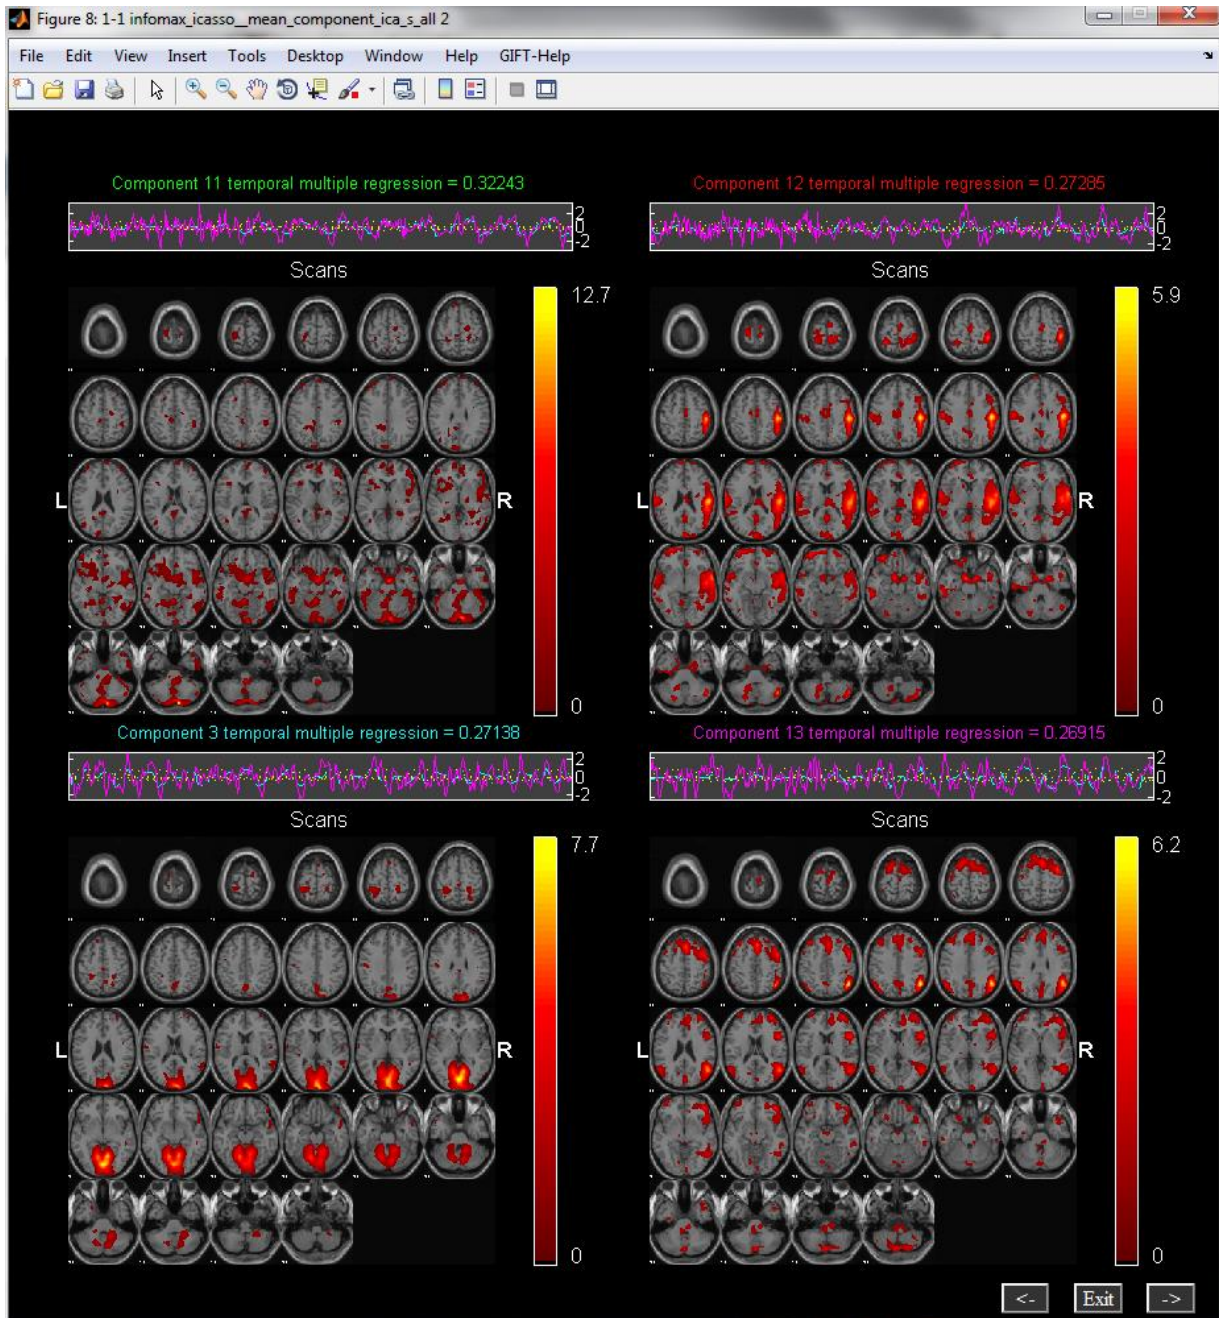 Figure 8: 1-1 infomax_icasso__mean_component_ica_s_all 2
File Edit View Insert Tools Desktop Window Help GIFT-Help
Component 11 temporal multiple regression = 0.32243
2
0
-2
Scans
12.7
L
R
0
Component 12 temporal multiple regression = 0.27285
2
0
-2
Scans
5.9
L
R
0
Component 3 temporal multiple regression = 0.27138
2
0
-2
Scans
7.7
L
R
0
Component 13 temporal multiple regression = 0.26915
2
0
-2
Scans
6.2
L
R
0
<- Exit ->